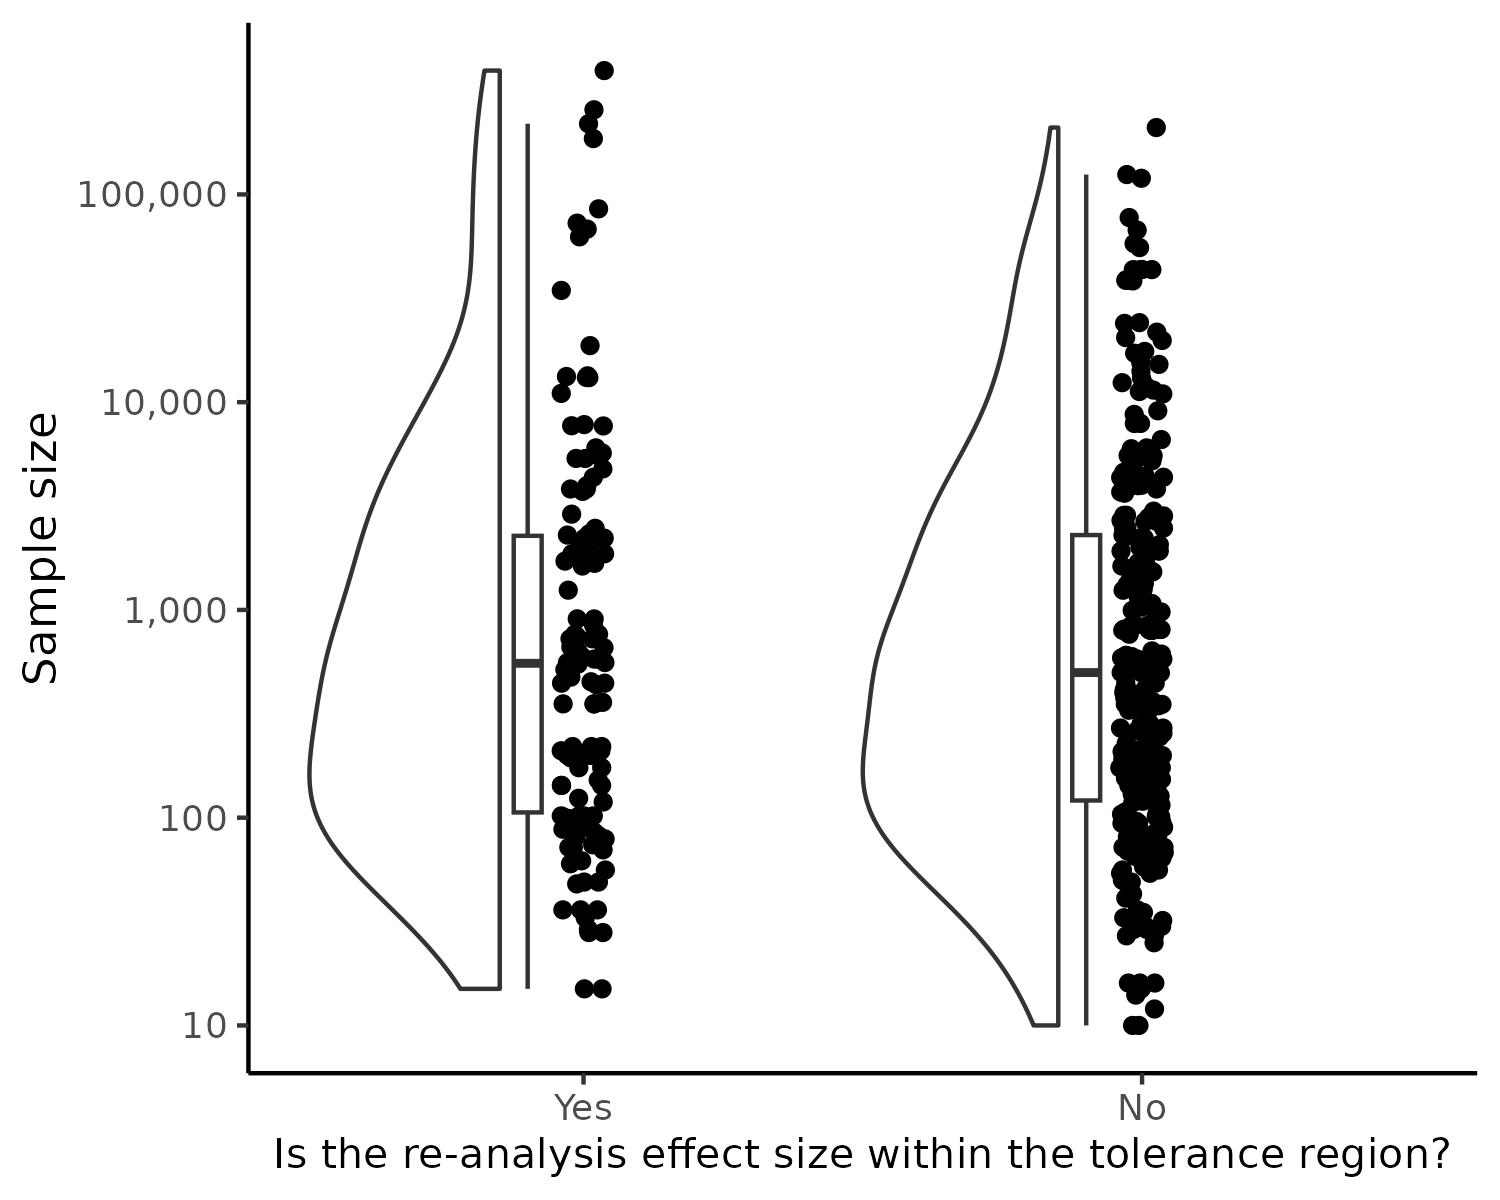 Sample size
100,000
10,000
1,000
100
10
Yes
No
Is the re-analysis effect size within the tolerance region?